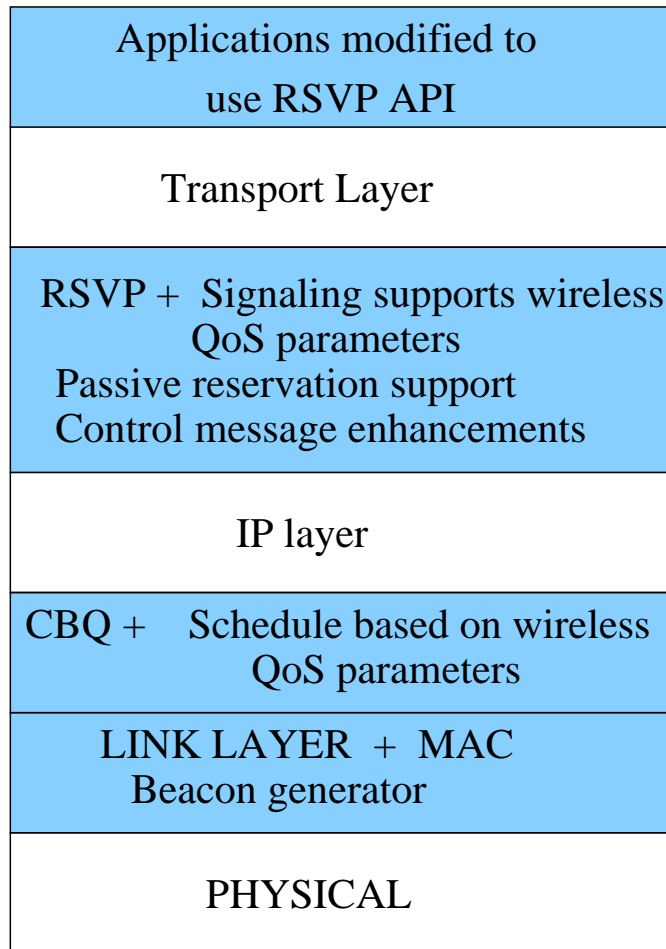 Applications modified to
use RSVP API
Transport Layer
RSVP + Signaling supports wireless
QoS parameters
Passive reservation support
Control message enhancements
IP layer
CBQ + Schedule based on wireless
QoS parameters
LINK LAYER + MAC
Beacon generator
PHYSICAL